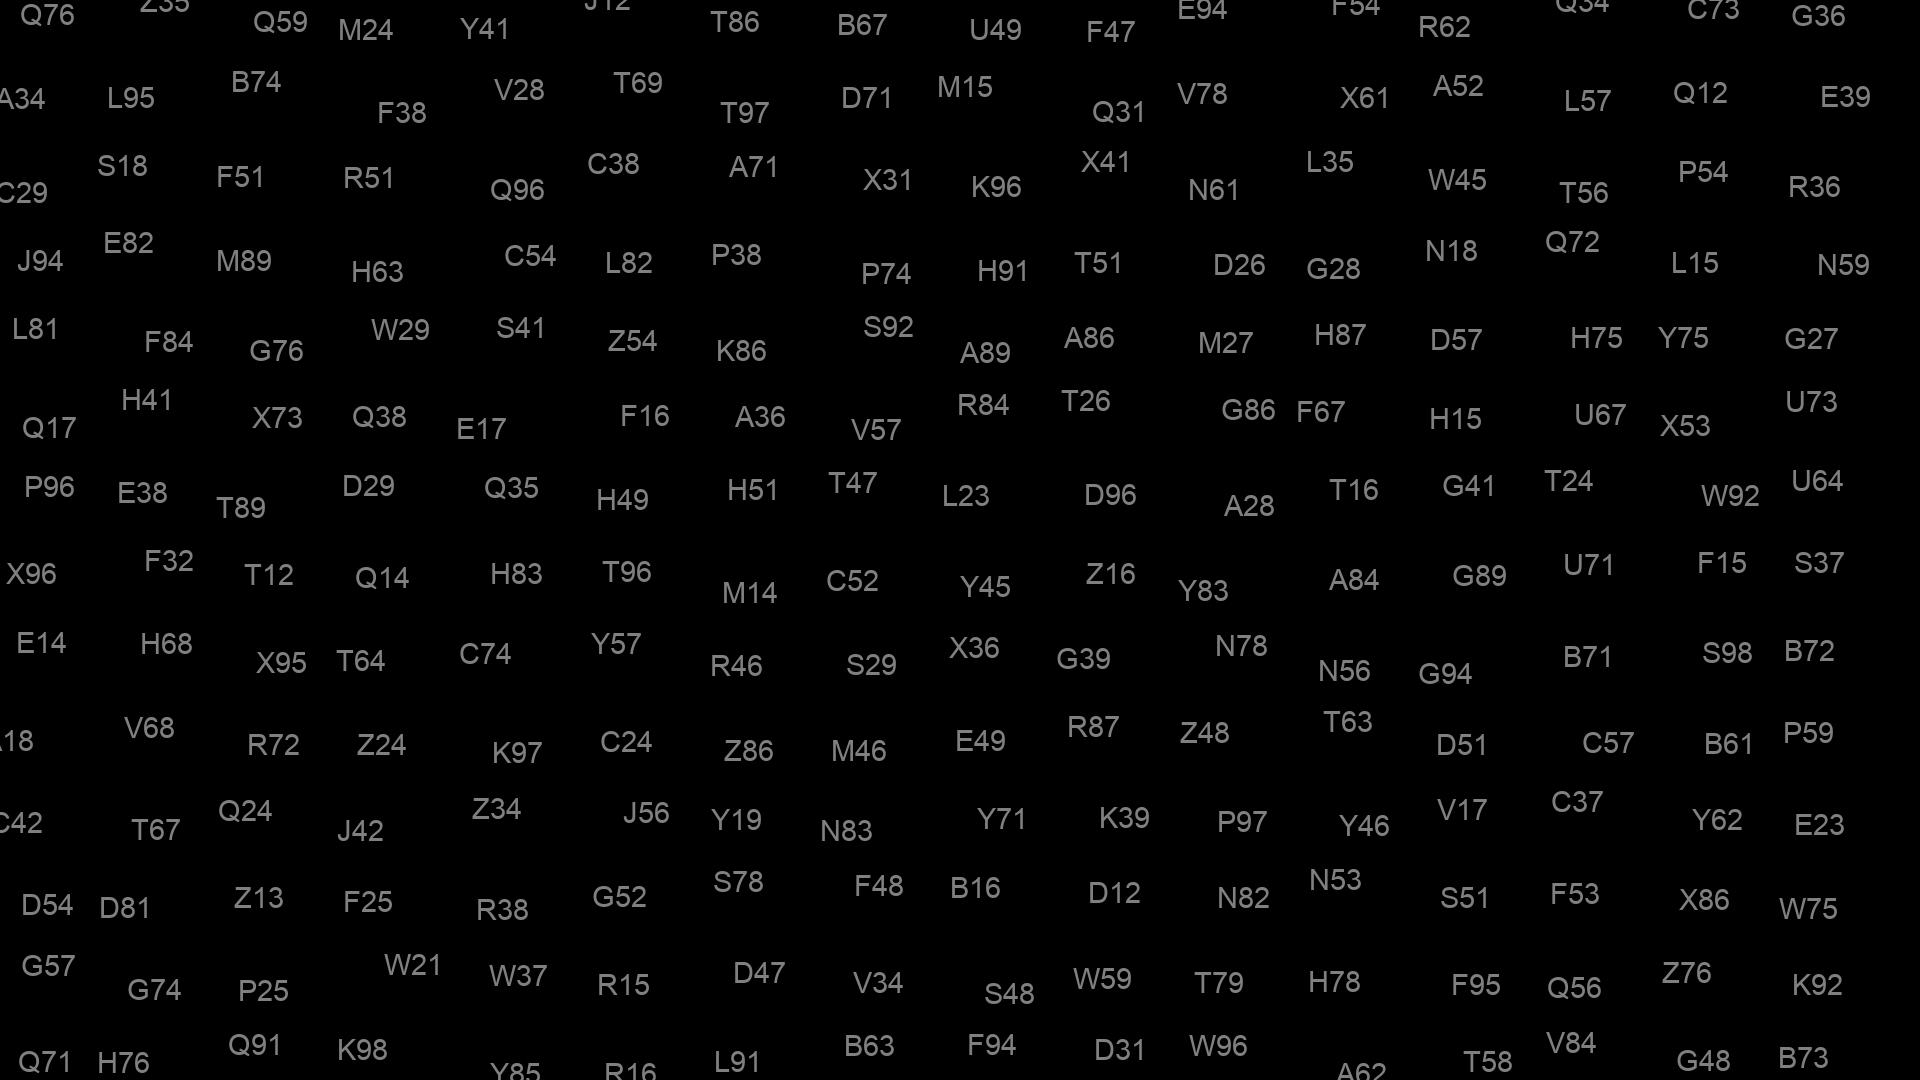 Q76 Z35 Q59 M24 Y41 J12 T86 B67 U49 F47 E94 F54 R62 Q34 C73 G36
A34 L95 B74 F38 V28 T69 T97 D71 M15 Q31 V78 X61 A52 L57 Q12 E39
C29 S18 F51 R51 Q96 C38 A71 X31 K96 X41 N61 L35 W45 T56 P54 R36
J94 E82 M89 H63 C54 L82 P38 P74 H91 T51 D26 G28 N18 Q72 L15 N59
L81 F84 G76 W29 S41 Z54 K86 S92 A89 A86 M27 H87 D57 H75 Y75 G27
Q17 H41 X73 Q38 E17 F16 A36 V57 R84 T26 G86 F67 H15 U67 X53 U73
P96 E38 T89 D29 Q35 H49 H51 T47 L23 D96 A28 T16 G41 T24 W92 U64
X96 F32 T12 Q14 H83 T96 M14 C52 Y45 Z16 Y83 A84 G89 U71 F15 S37
E14 H68 X95 T64 C74 Y57 R46 S29 X36 G39 N78 N56 G94 B71 S98 B72
18 V68 R72 Z24 K97 C24 Z86 M46 E49 R87 Z48 T63 D51 C57 B61 P59
C42 T67 Q24 J42 Z34 J56 Y19 N83 Y71 K39 P97 Y46 V17 C37 Y62 E23
D54 D81 Z13 F25 R38 G52 S78 F48 B16 D12 N82 N53 S51 F53 X86 W75
G57 G74 P25 W21 W37 R15 D47 V34 S48 W59 T79 H78 F95 Q56 Z76 K92
Q71 H76 Q91 K98 Y85 R16 L91 B63 F94 D31 W96 A62 T58 V84 G48 B73